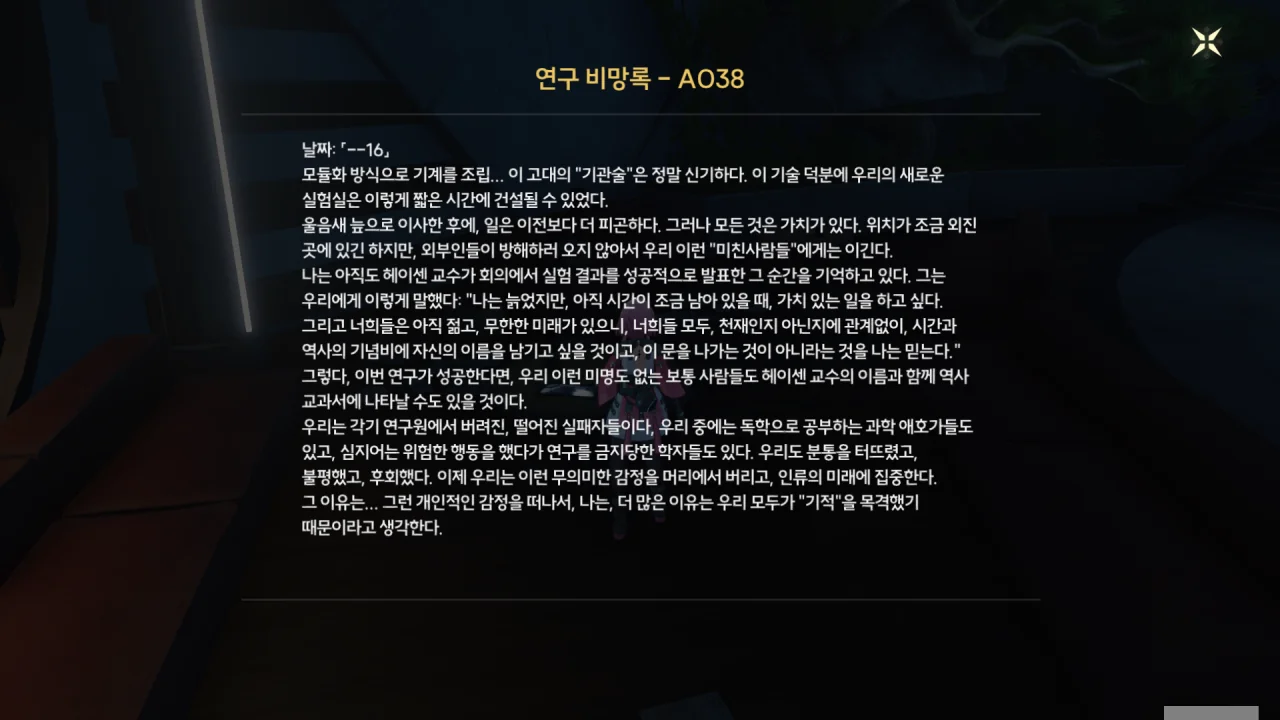 연구 비망록 - A038
날짜: 「--16」
모듈화 방식으로 기계를 조립... 이 고대의 "기관술"은 정말 신기하다. 이 기술 덕분에 우리의 새로운
실험실은 이렇게 짧은 시간에 건설될 수 있었다.
울음새 늪으로 이사한 후에, 일은 이전보다 더 피곤하다. 그러나 모든 것은 가치가 있다. 위치가 조금 외진
곳에 있긴 하지만, 외부인들이 방해하러 오지 않아서 우리 이런 "미친사람들"에게는 이긴다.
나는 아직도 헤이센 교수가 회의에서 실험 결과를 성공적으로 발표한 그 순간을 기억하고 있다. 그는
우리에게 이렇게 말했다: "나는 늙었지만, 아직 시간이 조금 남아 있을 때, 가치 있는 일을 하고 싶다.
그리고 너희들은 아직 젊고, 무한한 미래가 있으니, 너희들 모두, 천재인지 아닌지에 관계없이, 시간과
역사의 기념비에 자신의 이름을 남기고 싶을 것이고, 이 문을 나가는 것이 아니라는 것을 나는 믿는다."
그렇다, 이번 연구가 성공한다면, 우리 이런 미명도 없는 보통 사람들도 헤이센 교수의 이름과 함께 역사
교과서에 나타날 수도 있을 것이다.
우리는 각기 연구원에서 버려진, 떨어진 실패자들이다, 우리 중에는 독학으로 공부하는 과학 애호가들도
있고, 심지어는 위험한 행동을 했다가 연구를 금지당한 학자들도 있다. 우리도 분통을 터뜨렸고,
불평했고, 후회했다. 이제 우리는 이런 무의미한 감정을 머리에서 버리고, 인류의 미래에 집중한다.
그 이유는... 그런 개인적인 감정을 떠나서, 나는, 더 많은 이유는 우리 모두가 "기적"을 목격했기
때문이라고 생각한다.